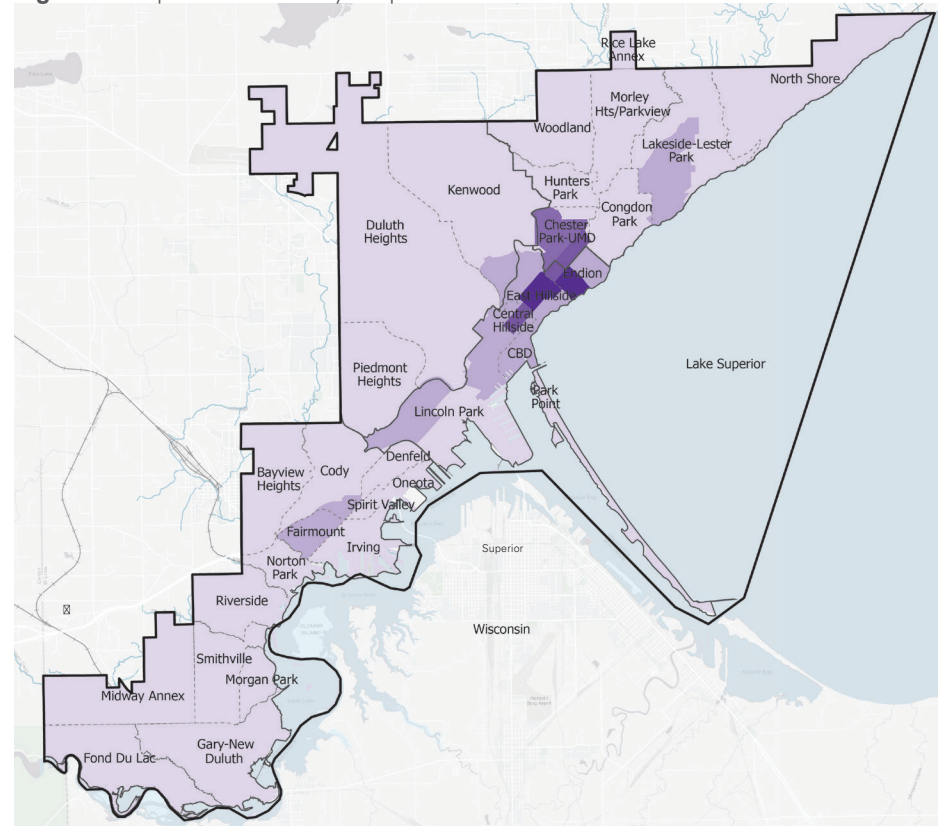 Rice Lake
Annex
North Shore
Morley
Hts/Parkview
Woodland
Lakeside-Lester
Park
Kenwood
Hunters
Park
Congdon
Park
Duluth
Heights
Chester
Park-UMD
Endion
East Hillside
Central
Hillside
CBD
Lake Superior
Piedmont
Heights
Park
Point
Lincoln Park
Denfeld
Cody
Bayview
Heights
Oneota
Spirit Valley
Fairmount
Irving
Superior
Norton
Park
Riverside
Wisconsin
Smithville
Morgan Park
Midway Annex
Gary-New
Duluth
Fond Du Lac